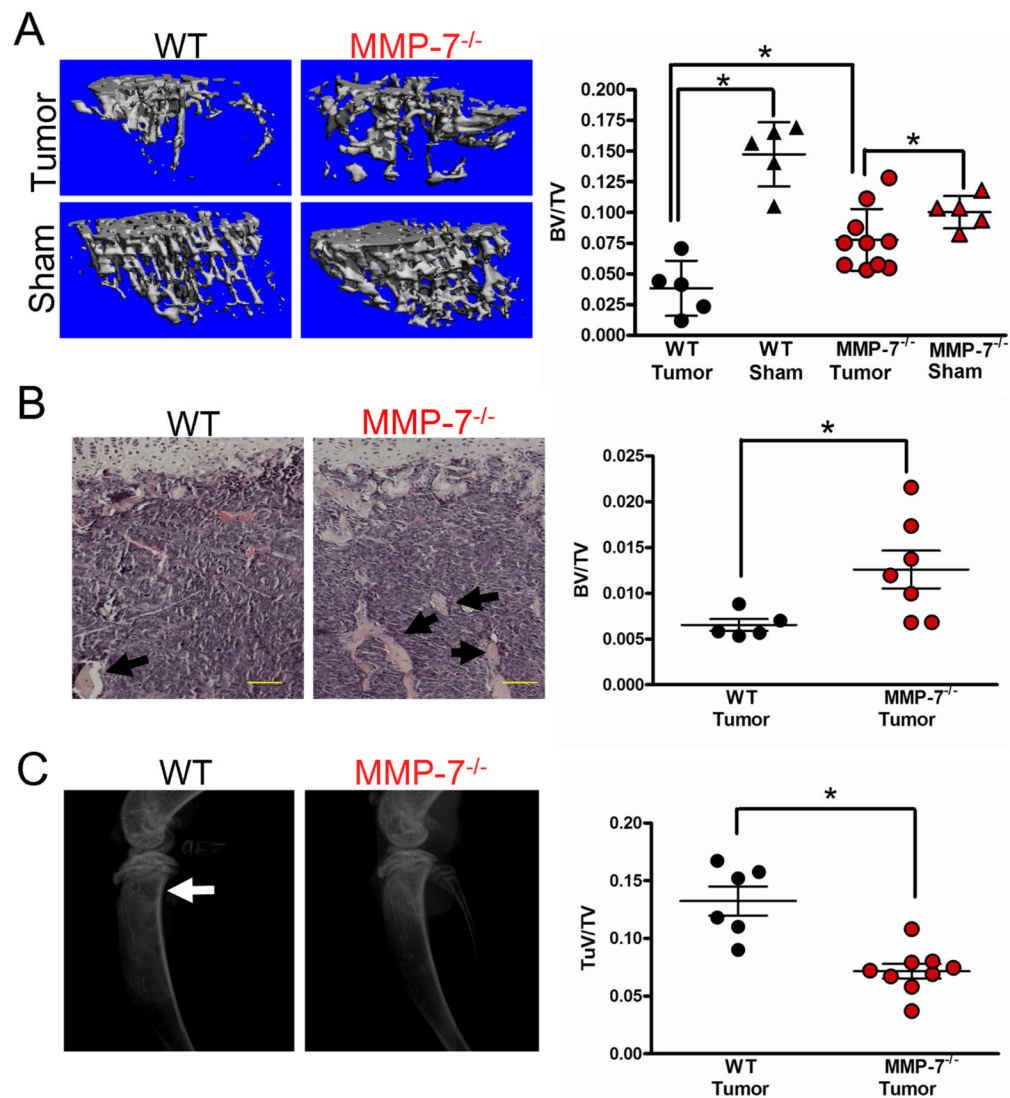 A
WT
MMP-7-/-
Tumor
Sham
BV/TV
0.200
0.175
0.150
0.125
0.100
0.075
0.050
0.025
0.000
*
*
*
WT
Tumor
WT
Sham
MMP-7-/-
Tumor
MMP-7-/-
Sham
B
WT
MMP-7-/-
BV/TV
0.025
0.020
0.015
0.010
0.005
0.000
*
WT
Tumor
MMP-7-/-
Tumor
C
WT
MMP-7-/-
TuV/TV
0.20
0.15
0.10
0.05
0.00
*
WT
Tumor
MMP-7-/-
Tumor